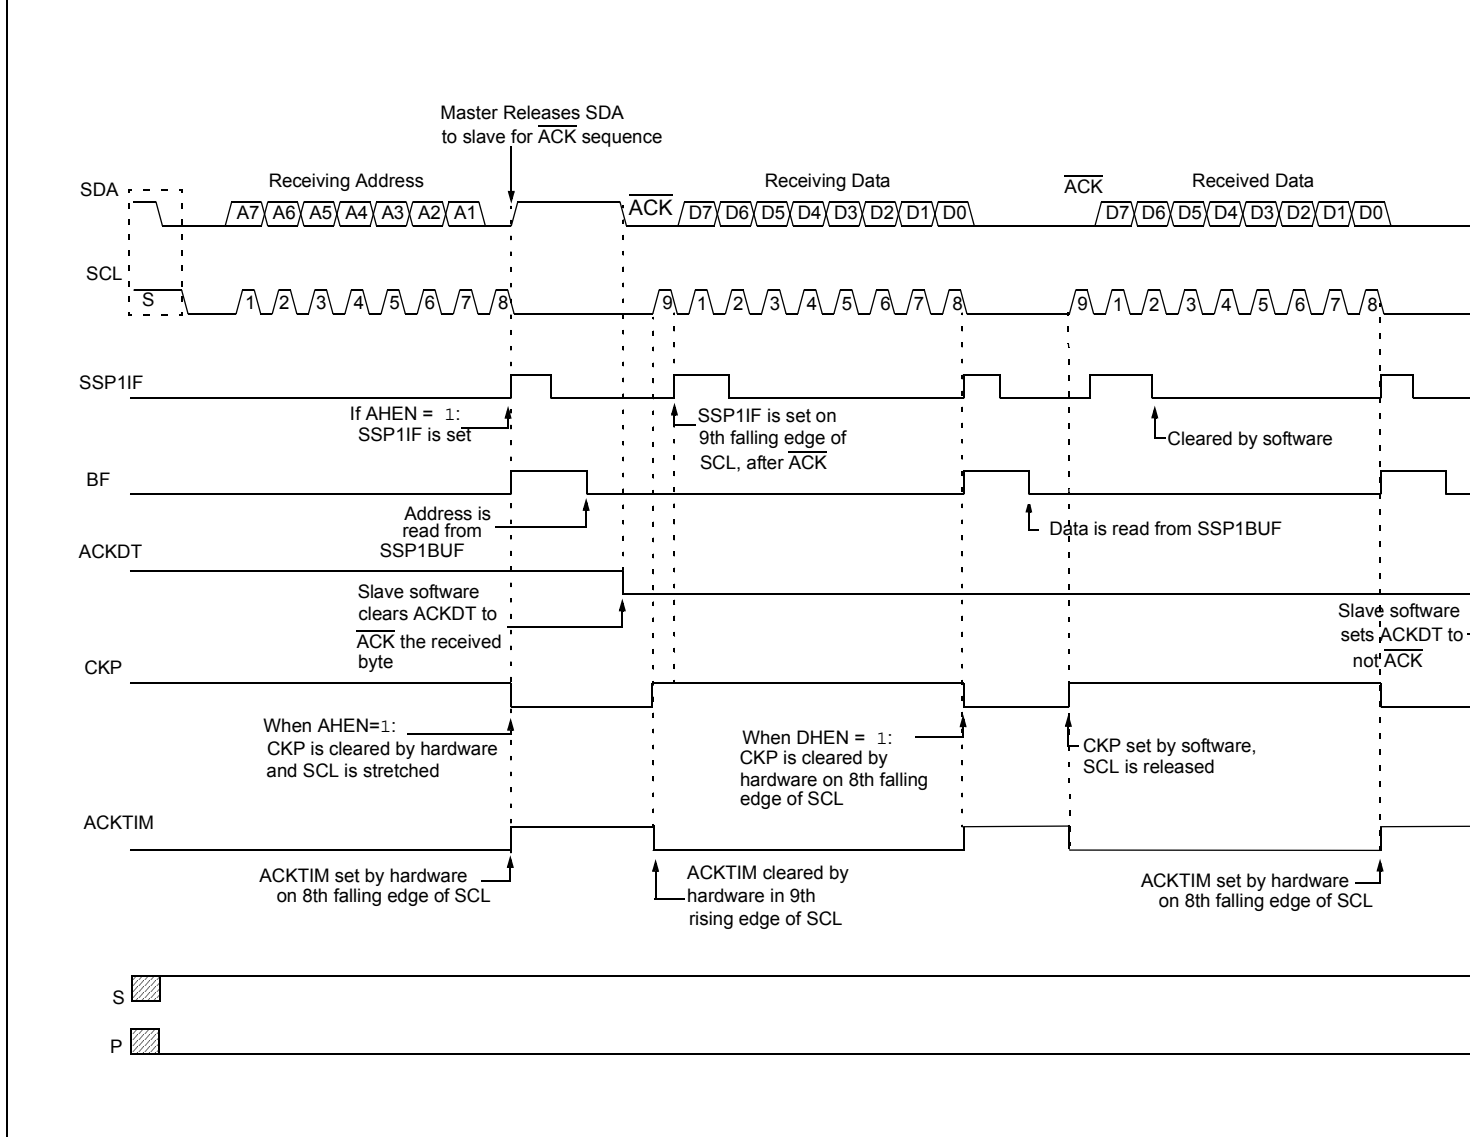 Master Releases SDA
to slave for ACK sequence
SDA
Receiving Address
ACK
Receiving Data
ACK
Received Data
A7 A6 A5 A4 A3 A2 A1
D7 D6 D5 D4 D3 D2 D1 D0
D7 D6 D5 D4 D3 D2 D1 D0
SCL
S
1 2 3 4 5 6 7 8
9 1 2 3 4 5 6 7 8
9 1 2 3 4 5 6 7 8
SSP1IF
If AHEN = 1:
SSP1IF is set
SSP1IF is set on
9th falling edge of
SCL, after ACK
Cleared by software
BF
Address is
read from
SSP1BUF
Data is read from SSP1BUF
ACKDT
Slave software
clears ACKDT to
ACK the received
byte
Slave software
sets ACKDT to
not ACK
CKP
When AHEN=1:
CKP is cleared by hardware
and SCL is stretched
When DHEN = 1:
CKP is cleared by
hardware on 8th falling
edge of SCL
CKP set by software,
SCL is released
ACKTIM
ACKTIM set by hardware
on 8th falling edge of SCL
ACKTIM cleared by
hardware in 9th
rising edge of SCL
ACKTIM set by hardware
on 8th falling edge of SCL
S
P